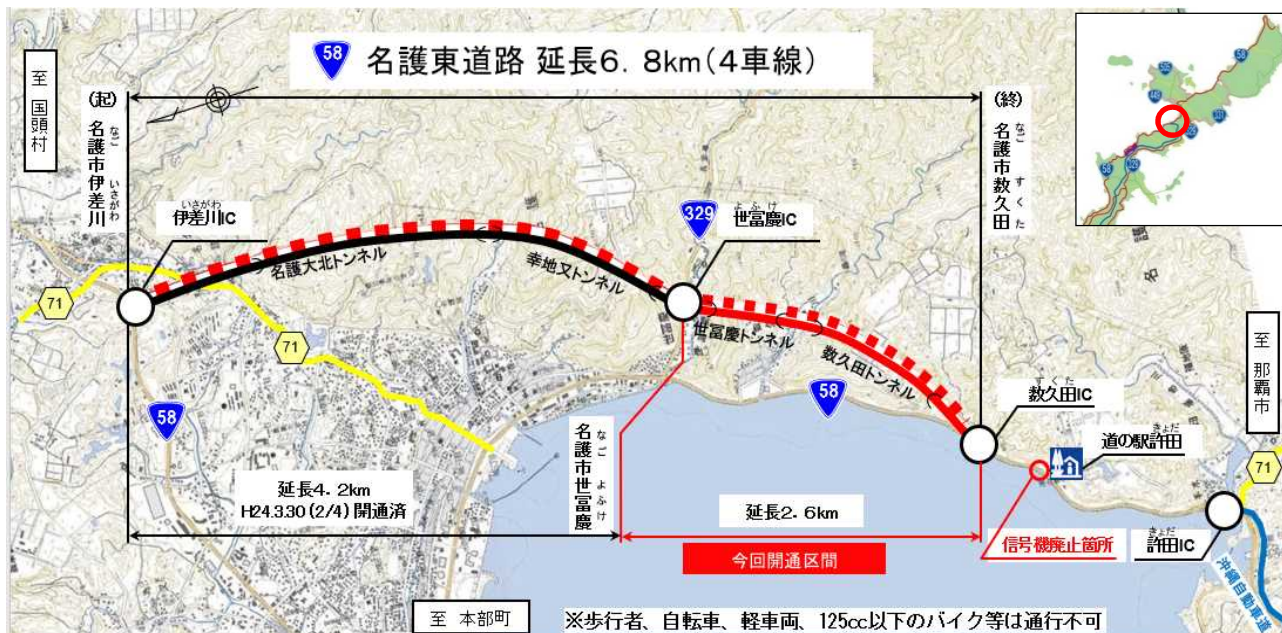 58 名護東道路 延長6.8km(4車線)
至 国頭村
(起)名護市伊差川
なご いさがわ
(終)名護市数久田
なご すくた
58
331
58
329
いさがわ
伊差川IC
329
よふけ
世冨慶IC
名護大北トンネル
幸地又トンネル
世冨慶トンネル
数久田トンネル
71
71
58
58
すくた
数久田IC
至 那覇市
きょだ
道の駅許田
71
名護市世冨慶
なご よふけ
延長4.2km
H24.3.30(2/4)開通済
延長2.6km
今回開通区間
信号機廃止箇所
きょだ
許田IC
沖縄自動車道
至 本部町
※歩行者、自転車、軽車両、125cc以下のバイク等は通行不可